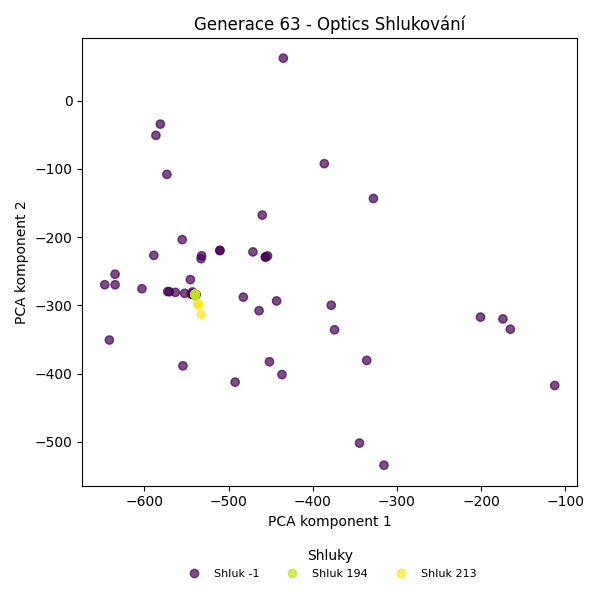 Generace 63 - Optics Shlukování
PCA komponent 2
0
−100
−200
−300
−400
−500
−600
−500
−400
−300
−200
−100
PCA komponent 1
Shluky
Shluk -1
Shluk 194
Shluk 213